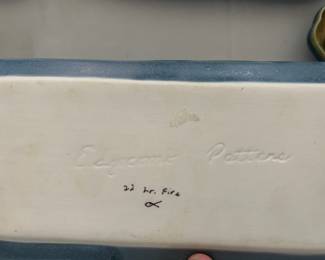 Edgecomb Potters
22 hr. Fire